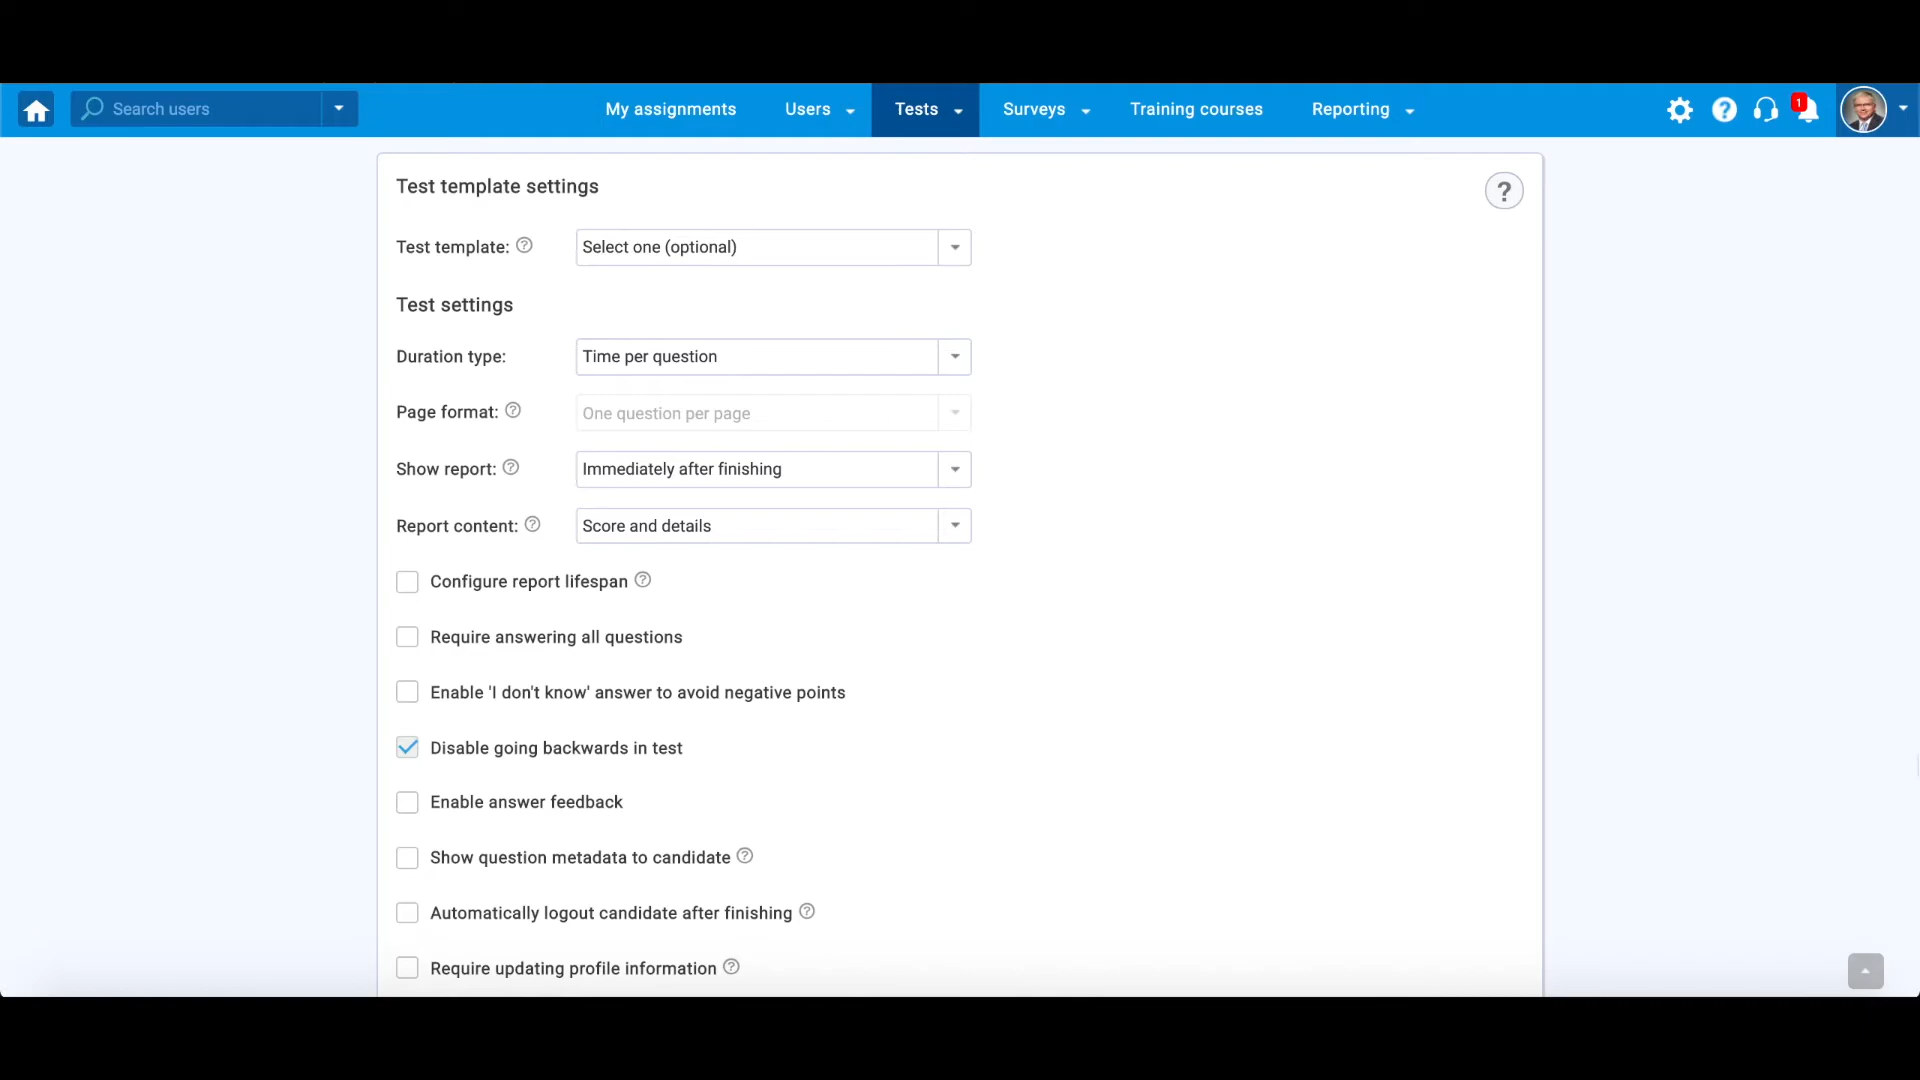 Search users
My assignments
Users
Tests
Surveys
Training courses
Reporting
?
1
Test template settings
?
Test template: ?
Select one (optional)
Test settings
Duration type:
Time per question
Page format: ?
One question per page
Show report: ?
Immediately after finishing
Report content: ?
Score and details
Configure report lifespan ?
Require answering all questions
Enable 'I don't know' answer to avoid negative points
Disable going backwards in test
Enable answer feedback
Show question metadata to candidate ?
Automatically logout candidate after finishing ?
Require updating profile information ?